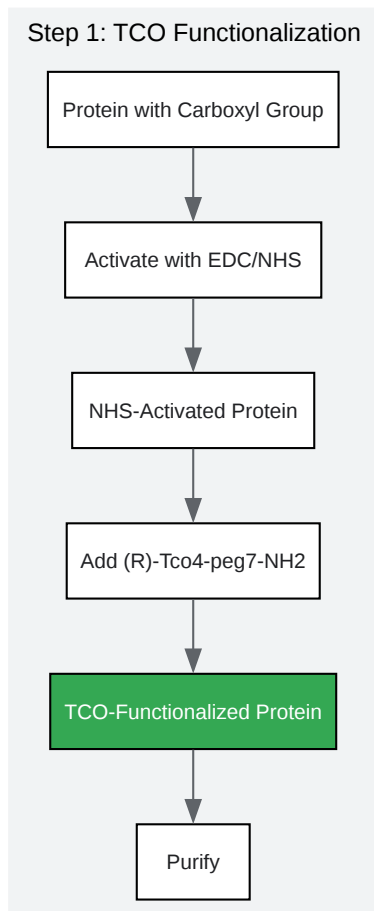 Step 1: TCO Functionalization
Protein with Carboxyl Group
Activate with EDC/NHS
NHS-Activated Protein
Add (R)-Tco4-peg7-NH2
TCO-Functionalized Protein
Purify